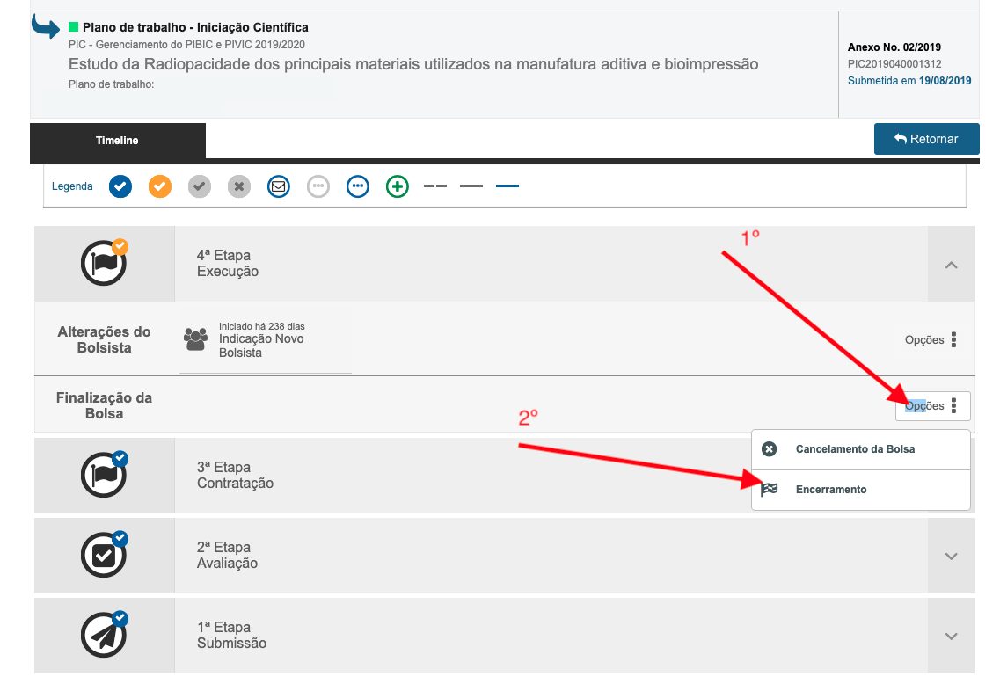 Plano de trabalho - Iniciação Científica
PIC - Gerenciamento do PIBIC e PIVIC 2019/2020
Estudo da Radiopacidade dos principais materiais utilizados na manufatura aditiva e bioimpressão
Plano de trabalho:
Anexo No. 02/2019
PIC2019040001312
Submetida em 19/08/2019
Timeline
Retornar
Legenda
1º
4ª Etapa
Execução
Alterações do
Bolsista
Iniciado há 238 dias
Indicação Novo
Bolsista
Opções
Finalização da
Bolsa
Opções
2º
Cancelamento da Bolsa
Encerramento
3ª Etapa
Contratação
2ª Etapa
Avaliação
1ª Etapa
Submissão